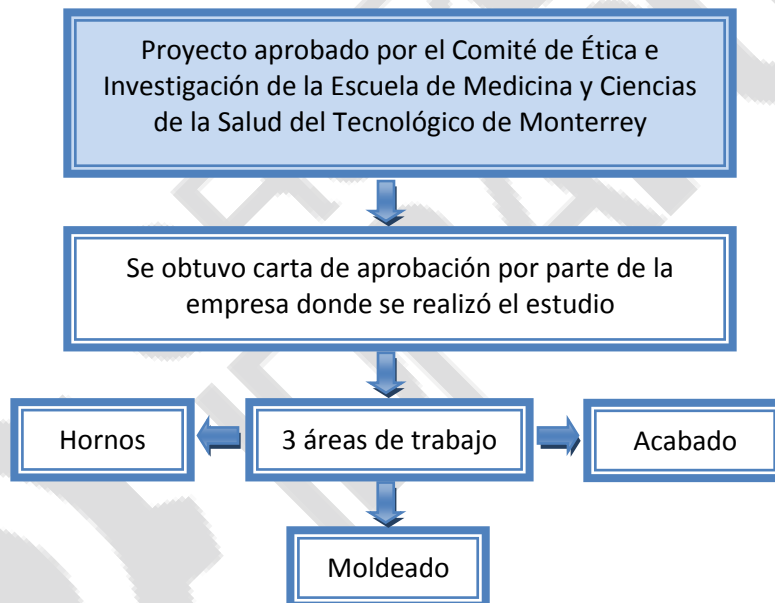 Proyecto aprobado por el Comité de Ética e
Investigación de la Escuela de Medicina y Ciencias
de la Salud del Tecnológico de Monterrey
Se obtuvo carta de aprobación por parte de la
empresa donde se realizó el estudio
Hornos
3 áreas de trabajo
Acabado
Moldeado